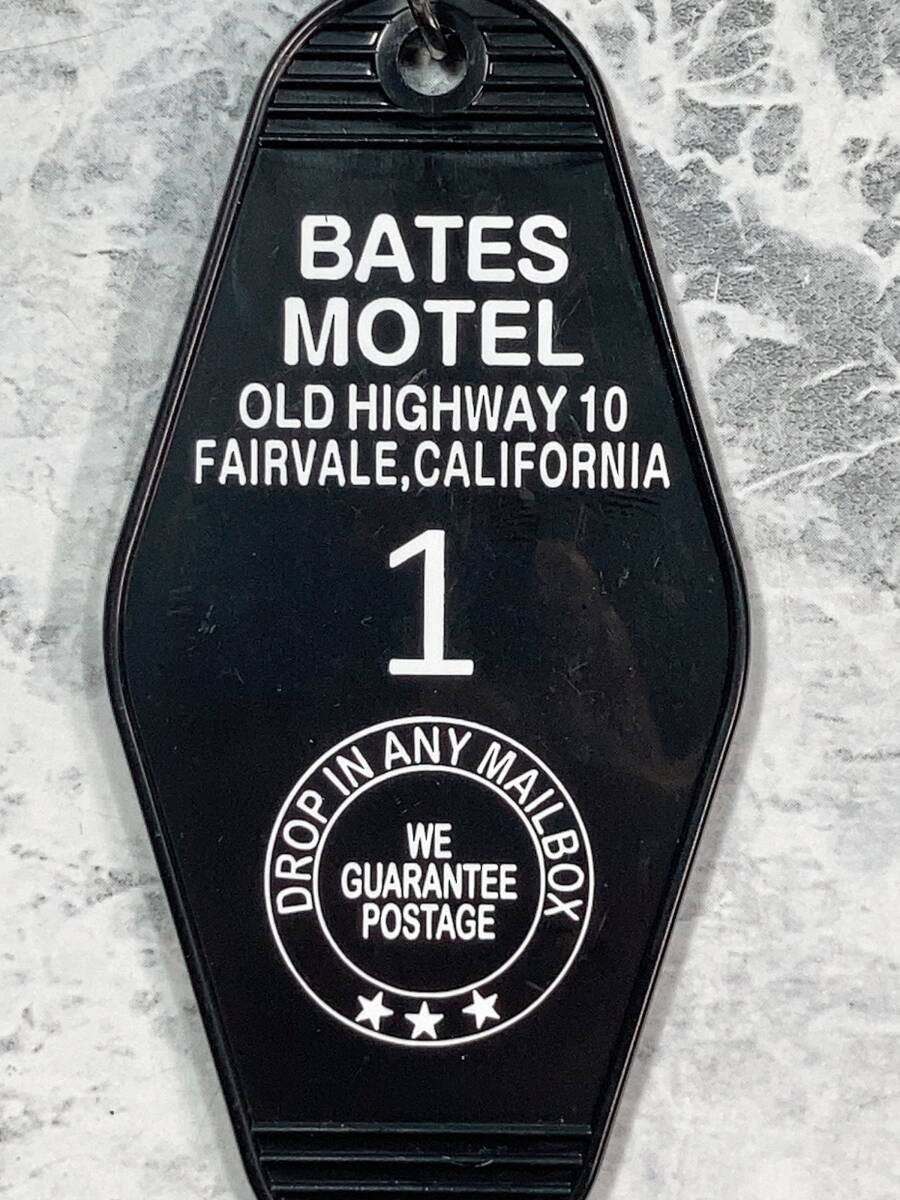 BATES
MOTEL
OLD HIGHWAY 10
FAIRVALE,CALIFORNIA
1
DROP IN ANY MAILBOX
WE
GUARANTEE
POSTAGE